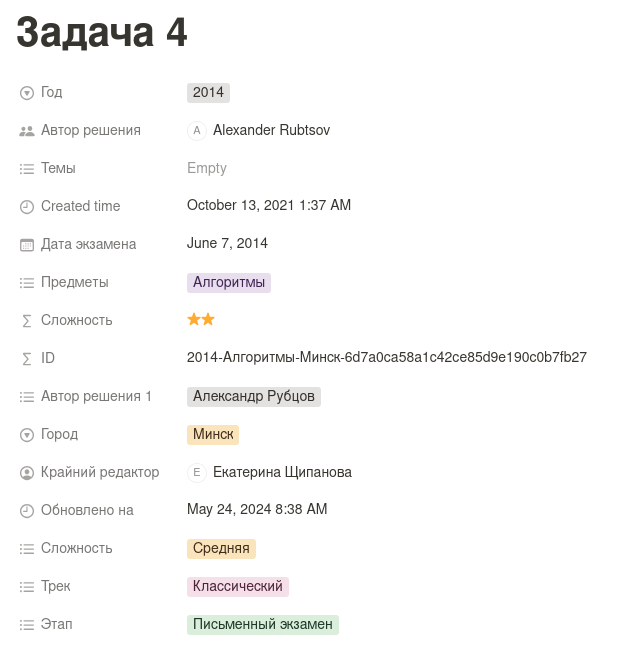 Задача 4
Год 2014
Автор решения A Alexander Rubtsov
Темы Empty
Created time October 13, 2021 1:37 AM
Дата экзамена June 7, 2014
Предметы Алгоритмы
Сложность
ID 2014-Алгоритмы-Минск-6d7a0ca58a1c42ce85d9e190c0b7fb27
Автор решения 1 Александр Рубцов
Город Минск
Крайний редактор E Екатерина Щипанова
Обновлено на May 24, 2024 8:38 AM
Сложность Средняя
Трек Классический
Этап Письменный экзамен